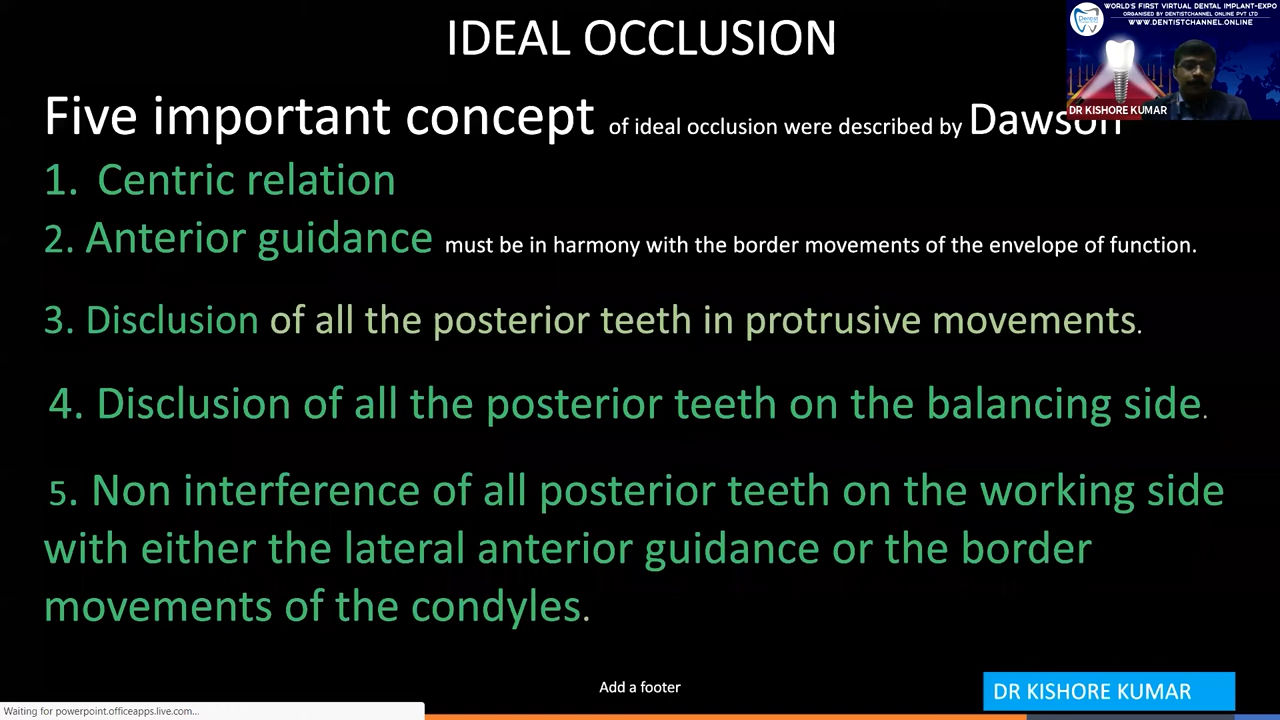 IDEAL OCCLUSION
WORLD'S FIRST VIRTUAL DENTAL IMPLANT-EXPO
ORGANISED BY DENTISTCHANNEL ONLINE PVT LTD
WWW.DENTISTCHANNEL.ONLINE
Dentist
DR KISHORE KUMAR
Five important concept of ideal occlusion were described by Dawson
1. Centric relation
2. Anterior guidance must be in harmony with the border movements of the envelope of function.
3. Disclusion of all the posterior teeth in protrusive movements.
4. Disclusion of all the posterior teeth on the balancing side.
5. Non interference of all posterior teeth on the working side
with either the lateral anterior guidance or the border
movements of the condyles.
Add a footer
DR KISHORE KUMAR
Waiting for powerpoint.officeapps.live.com...